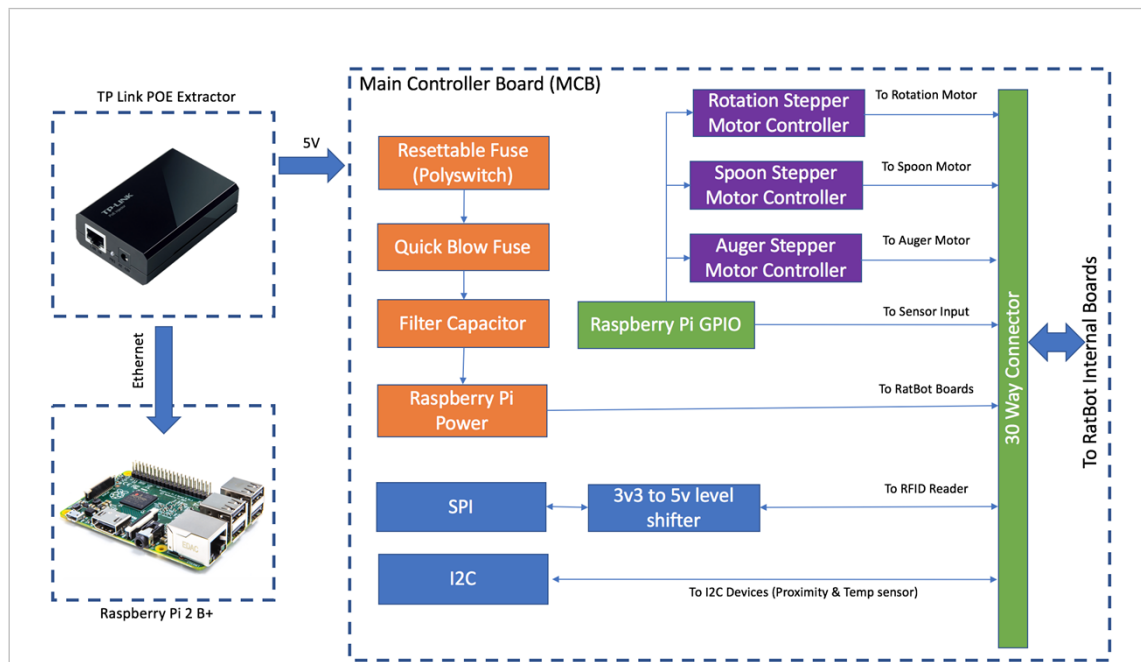 TP Link POE Extractor
TP-LINK
5V
Ethernet
Raspberry Pi 2 B+
Main Controller Board (MCB)
Resettable Fuse
(Polyswitch)
Quick Blow Fuse
Filter Capacitor
Raspberry Pi
Power
Rotation Stepper
Motor Controller
To Rotation Motor
Spoon Stepper
Motor Controller
To Spoon Motor
Auger Stepper
Motor Controller
To Auger Motor
Raspberry Pi GPIO
To Sensor Input
To RatBot Boards
SPI
3v3 to 5v level
shifter
To RFID Reader
I2C
To I2C Devices (Proximity & Temp sensor)
30 Way Connector
To RatBot Internal Boards